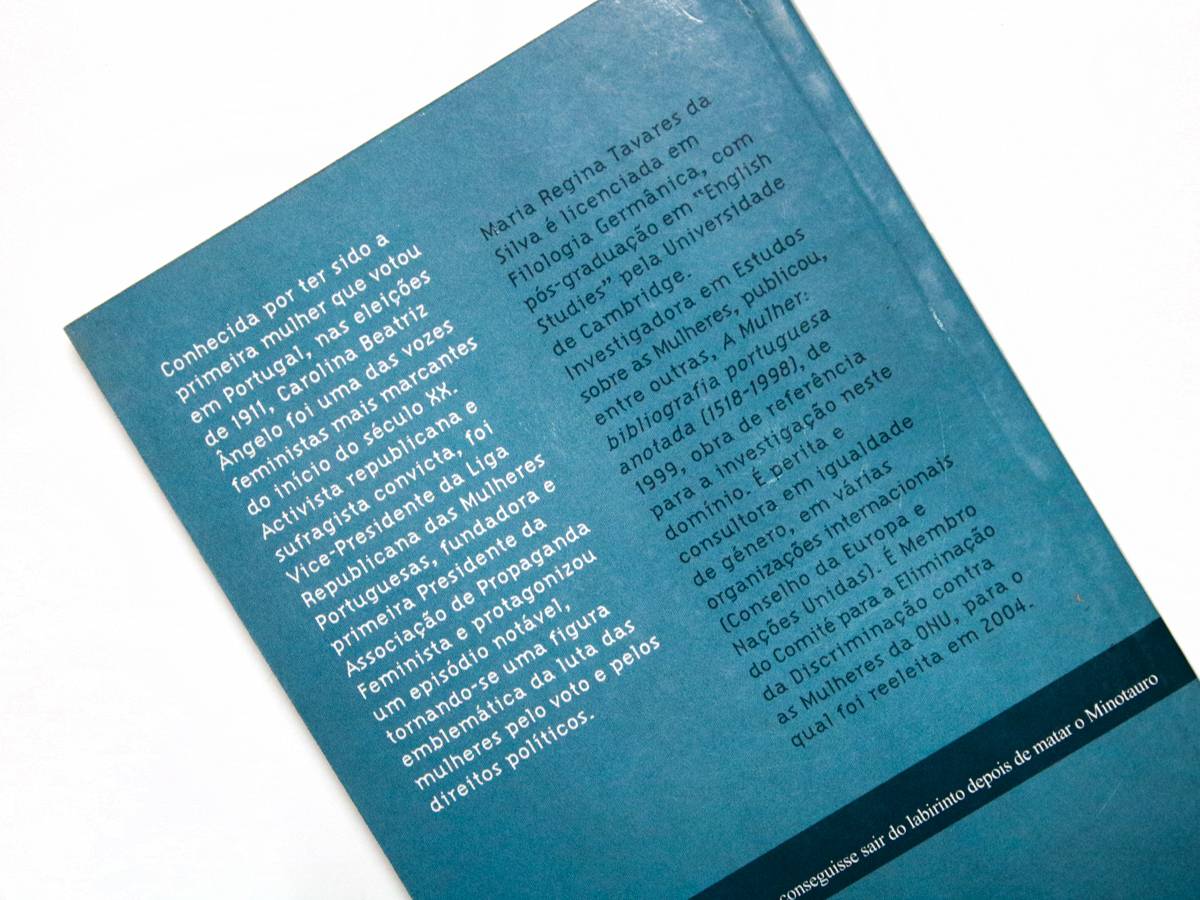 Conhecida por ter sido a
primeira mulher que votou
em Portugal, nas eleições
de 1911, Carolina Beatriz
Ângelo foi uma das vozes
feministas mais marcantes
do início do século XX.
Activista republicana e
sufragista convicta, foi
Vice-Presidente da Liga
Republicana das Mulheres
Portuguesas, fundadora e
primeira Presidente da
Associação de Propaganda
Feminista e protagonizou
um episódio notável,
tornando-se uma figura
emblemática da luta das
mulheres pelo voto e pelos
direitos políticos.
Maria Regina Tavares da
Silva é licenciada em
Filologia Germânica, com
pós-graduação em "English
Studies" pela Universidade
de Cambridge.
Investigadora em Estudos
sobre as Mulheres, publicou,
entre outras, A Mulher:
bibliografia portuguesa
anotada (1518-1998), de
1999, obra de referência
para a investigação neste
domínio. É perita e
consultora em igualdade
de género, em várias
organizações internacionais
(Conselho da Europa e
Nações Unidas). É Membro
do Comité para a Eliminação
da Discriminação contra
as Mulheres da ONU, para o
qual foi reeleita em 2004.
conseguisse sair do labirinto depois de matar o Minotauro